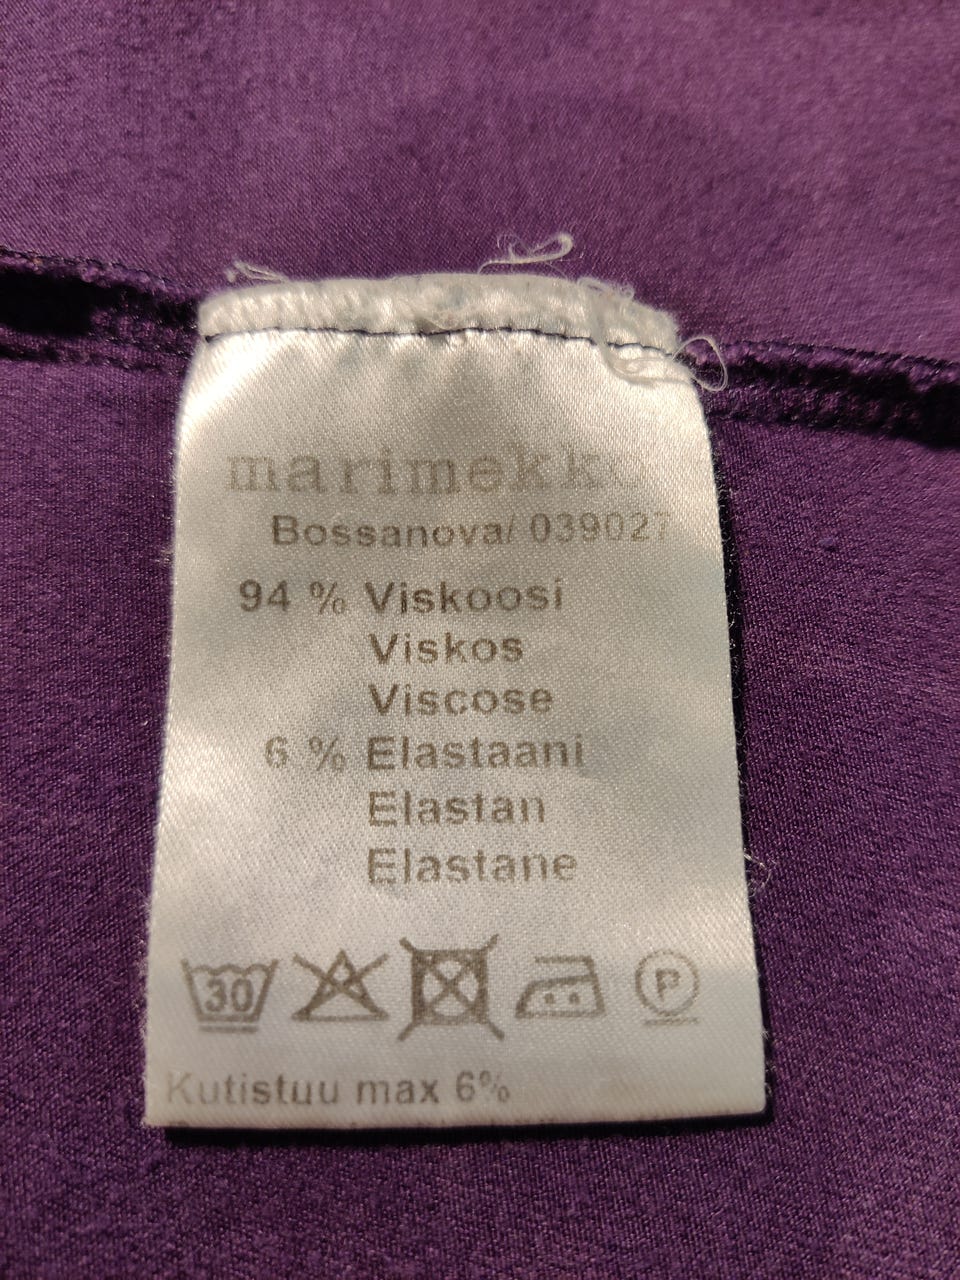 marimekko
Bossanova/ 039027
94 % Viskoosi
Viskos
Viscose
6 % Elastaani
Elastan
Elastane
30 P
Kutistuu max 6%